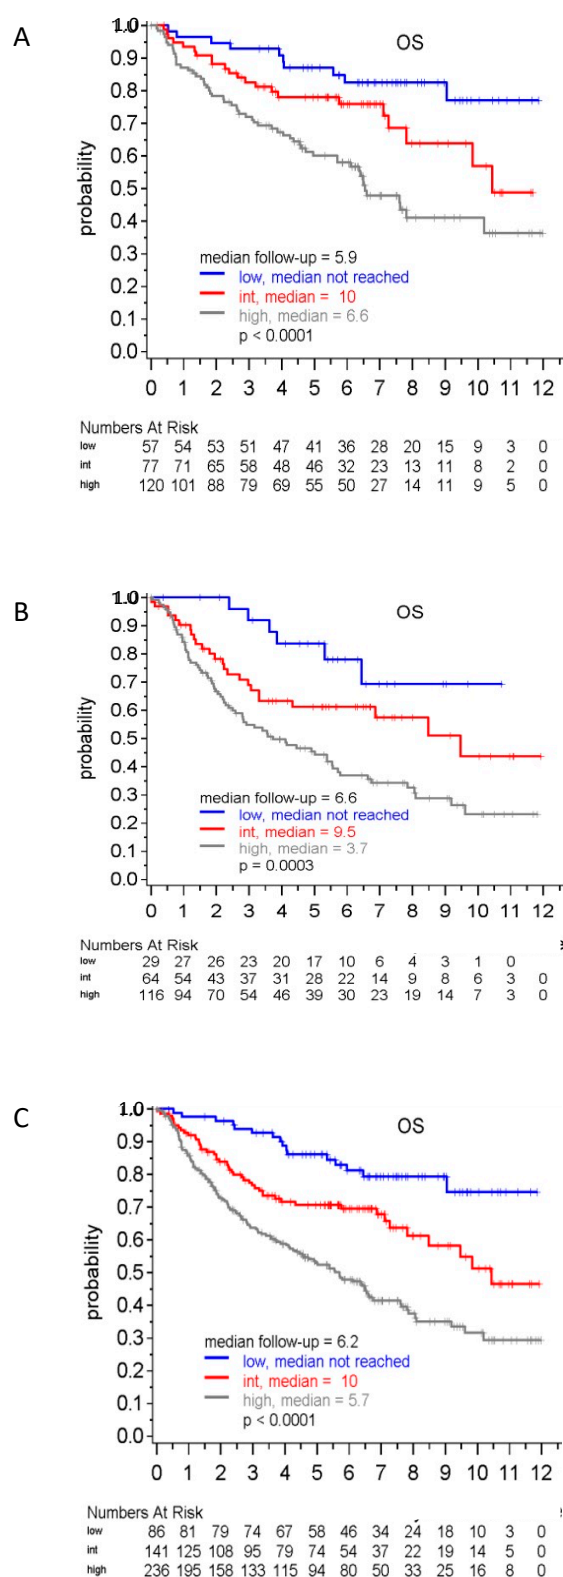 A
OS
1.0
0.9
0.8
0.7
0.6
0.5
0.4
0.3
0.2
0.1
0.0
probability
median follow-up = 5.9
low, median not reached
int, median = 10
high, median = 6.6
p < 0.0001
0 1 2 3 4 5 6 7 8 9 10 11 12
Numbers At Risk
low 57 54 53 51 47 41 36 28 20 15 9 3 0
int 77 71 65 58 48 46 32 23 13 11 8 2 0
high 120 101 88 79 69 55 50 27 14 11 9 5 0
B
OS
1.0
0.9
0.8
0.7
0.6
0.5
0.4
0.3
0.2
0.1
0.0
probability
median follow-up = 6.6
low, median not reached
int, median = 9.5
high, median = 3.7
p = 0.0003
0 1 2 3 4 5 6 7 8 9 10 11 12
Numbers At Risk
low 29 27 26 23 20 17 10 6 4 3 1 0
int 64 54 43 37 31 28 22 14 9 8 6 3 0
high 116 94 70 54 46 39 30 23 19 14 7 3 0
C
OS
1.0
0.9
0.8
0.7
0.6
0.5
0.4
0.3
0.2
0.1
0.0
probability
median follow-up = 6.2
low, median not reached
int, median = 10
high, median = 5.7
p < 0.0001
0 1 2 3 4 5 6 7 8 9 10 11 12
Numbers At Risk
low 86 81 79 74 67 58 46 34 24 18 10 3 0
int 141 125 108 95 79 74 54 37 22 19 14 5 0
high 236 195 158 133 115 94 80 50 33 25 16 8 0